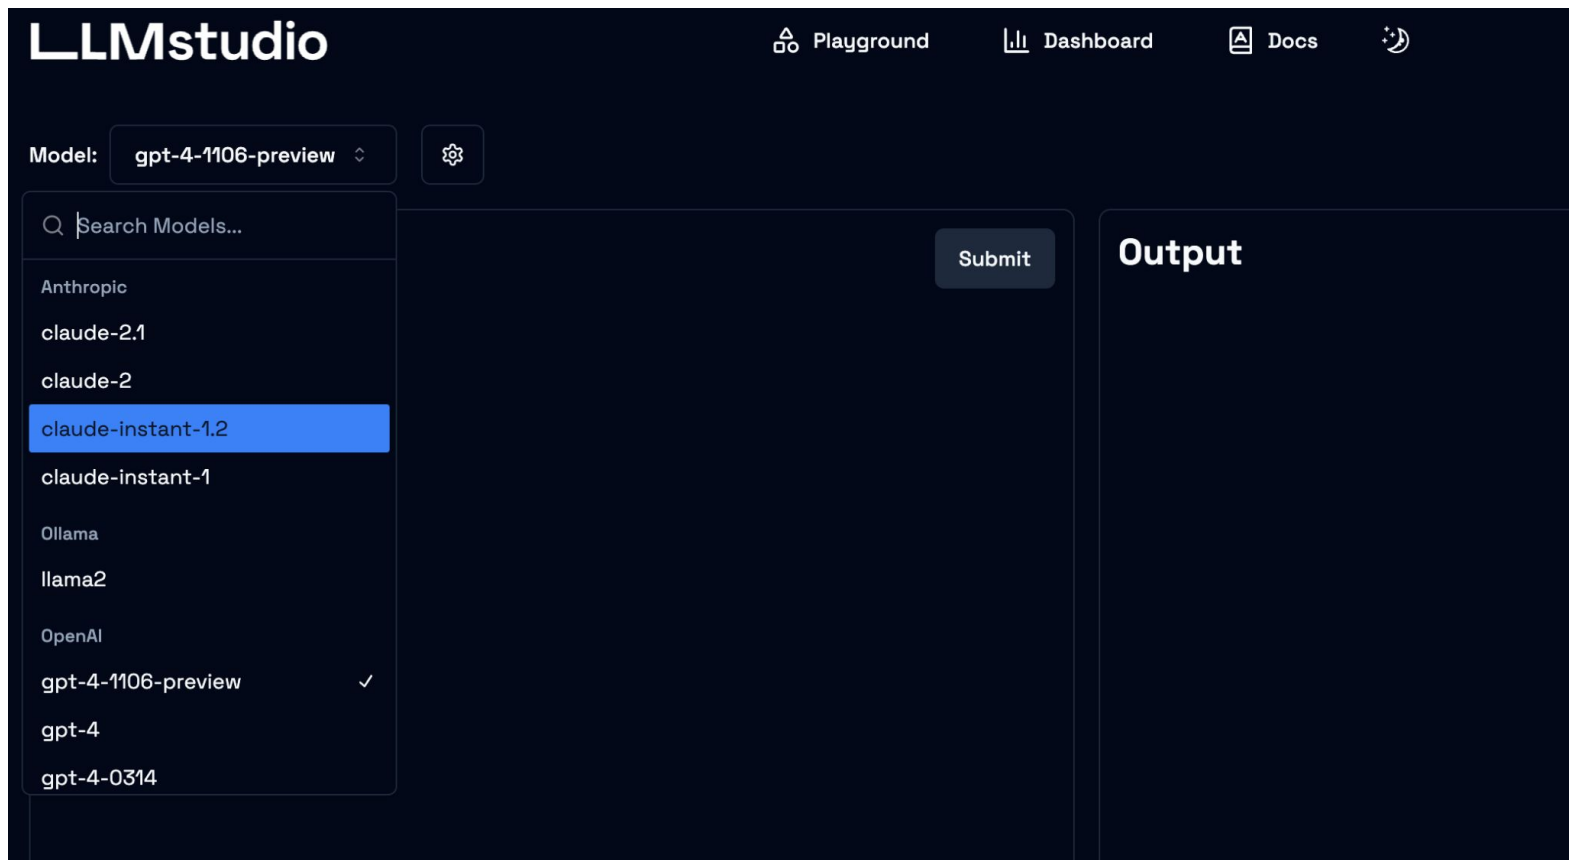 LLMstudio
Playground
Dashboard
Docs
Model:
gpt-4-1106-preview
Search Models...
Submit
Output
Anthropic
claude-2.1
claude-2
claude-instant-1.2
claude-instant-1
Ollama
llama2
OpenAI
gpt-4-1106-preview
gpt-4
gpt-4-0314